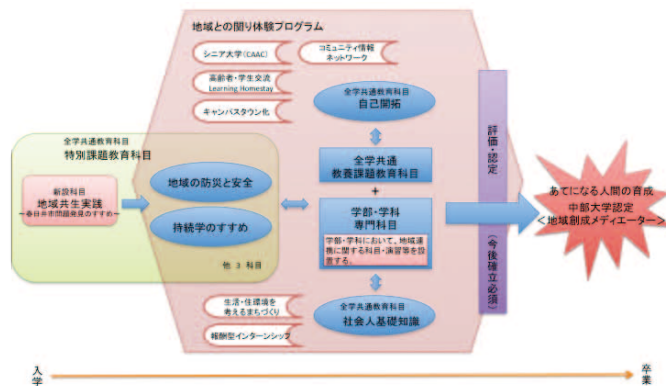 地域との関り体験プログラム
シニア大学(CAAC)
コミュニティ情報
ネットワーク
高齢者・学生交流
Learning Homestay
キャンパスタウン化
全学共通教育科目
自己開拓
全学共通教育科目
特別課題教育科目
新設科目
地域共生実践
~春日井市問題発見のすすめ~
地域の防災と安全
持続学のすすめ
他 3 科目
全学共通
教養課題教育科目
+
学部・学科
専門科目
学部・学科において、地域連
携に関する科目・演習等を設
置する。
生活・住環境を
考えるまちづくり
報酬型インターンシップ
全学共通教育科目
社会人基礎知識
評価・認定
(今後確立必須)
あてになる人間の育成
中部大学認定
<地域創成メディエーター>
入学
卒業